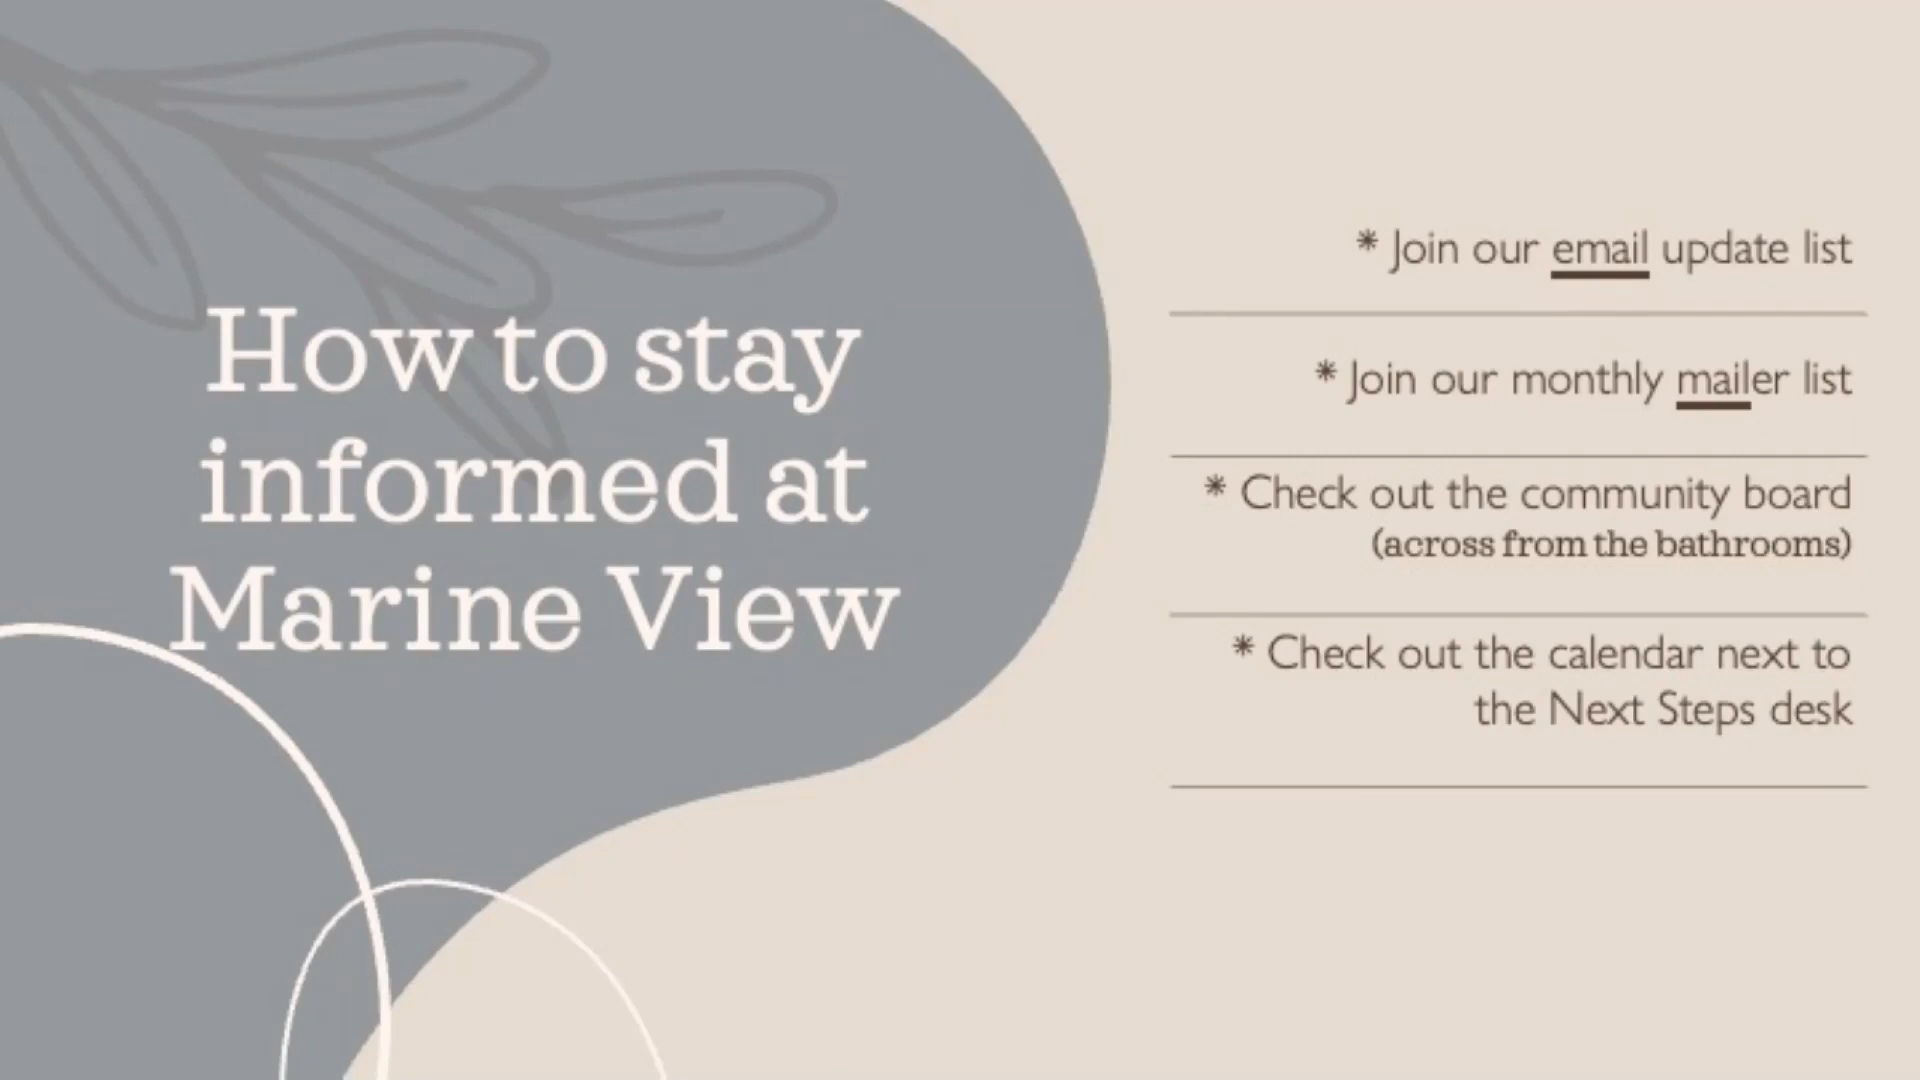 How to stay
informed at
Marine View
* Join our email update list
* Join our monthly mailer list
* Check out the community board
(across from the bathrooms)
* Check out the calendar next to
the Next Steps desk